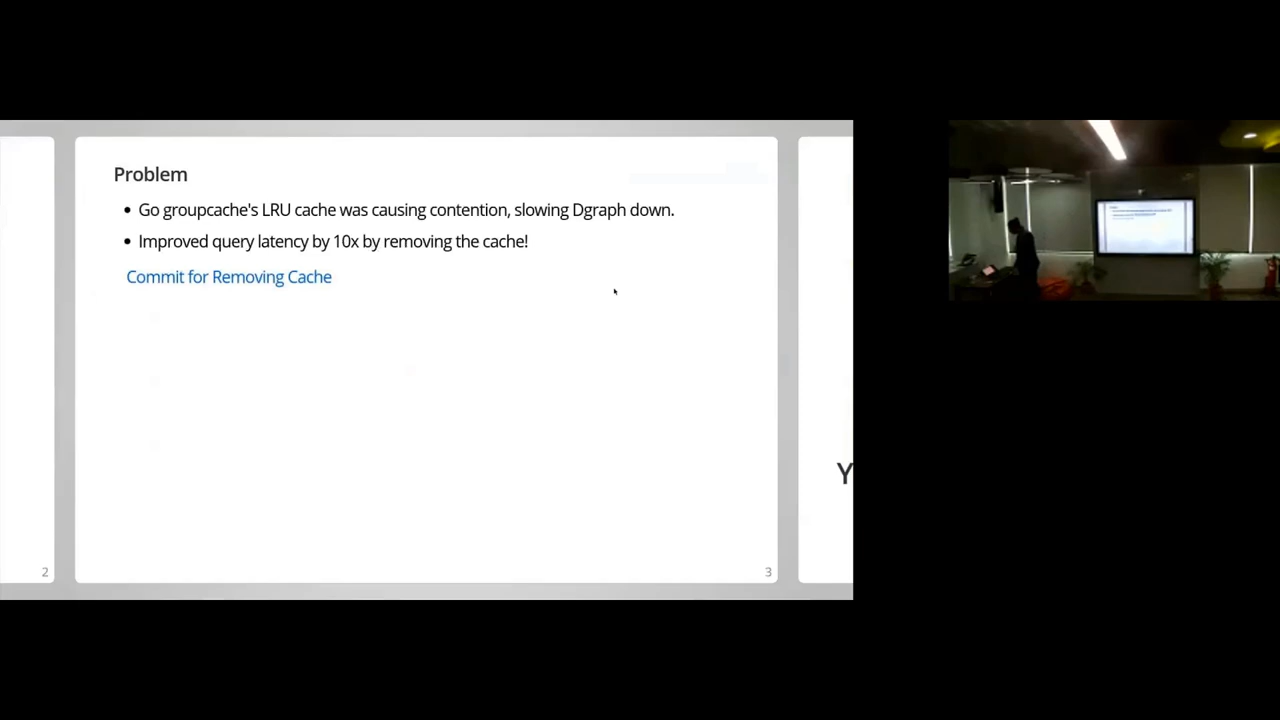 Problem
• Go groupcache's LRU cache was causing contention, slowing Dgraph down.
• Improved query latency by 10x by removing the cache!
Commit for Removing Cache
Y
2
3